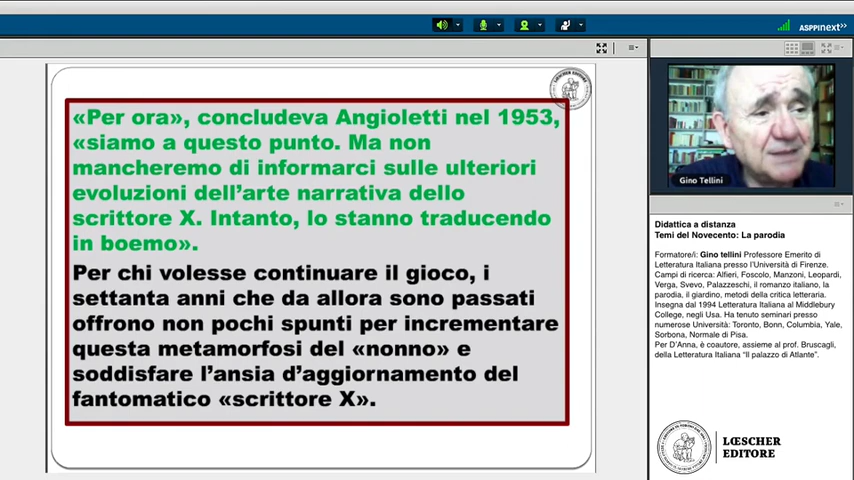 ASPPInext»
«Per ora», concludeva Angioletti nel 1953,
«siamo a questo punto. Ma non
mancheremo di informarci sulle ulteriori
evoluzioni dell'arte narrativa dello
scrittore X. Intanto, lo stanno traducendo
in boemo».
Per chi volesse continuare il gioco, i
settanta anni che da allora sono passati
offrono non pochi spunti per incrementare
questa metamorfosi del «nonno» e
soddisfare l'ansia d'aggiornamento del
fantomatico «scrittore X».
Gino Tellini
Didattica a distanza
Temi del Novecento: La parodia
Formatore/i: Gino tellini Professore Emerito di
Letteratura Italiana presso l'Università di Firenze.
Campi di ricerca: Alfieri, Foscolo, Manzoni, Leopardi,
Verga, Svevo, Palazzeschi, il romanzo italiano, la
parodia, il giardino, metodi della critica letteraria.
Insegna dal 1994 Letteratura Italiana al Middlebury
College, negli Usa. Ha tenuto seminari presso
numerose Università: Toronto, Bonn, Columbia, Yale,
Sorbona, Normale di Pisa.
Per D'Anna, è coautore, assieme al prof. Bruscagli,
della Letteratura Italiana "Il palazzo di Atlante".
LŒSCHER
EDITORE